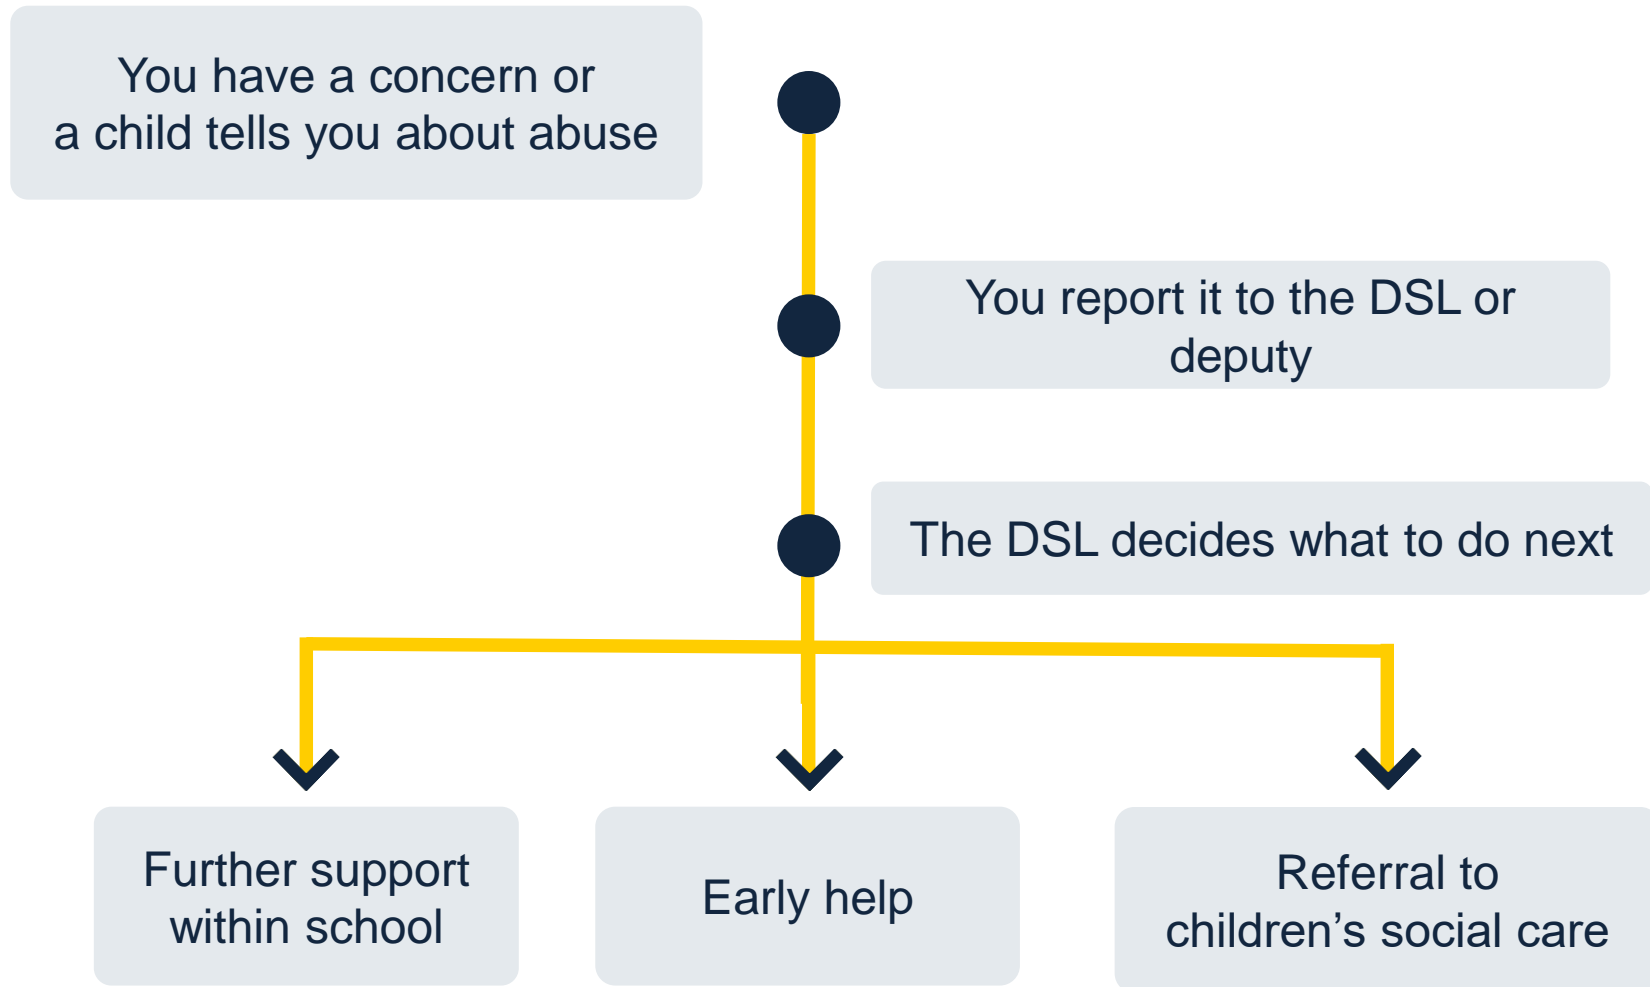 You have a concern or
a child tells you about abuse
You report it to the DSL or
deputy
The DSL decides what to do next
Further support
within school
Early help
Referral to
children’s social care